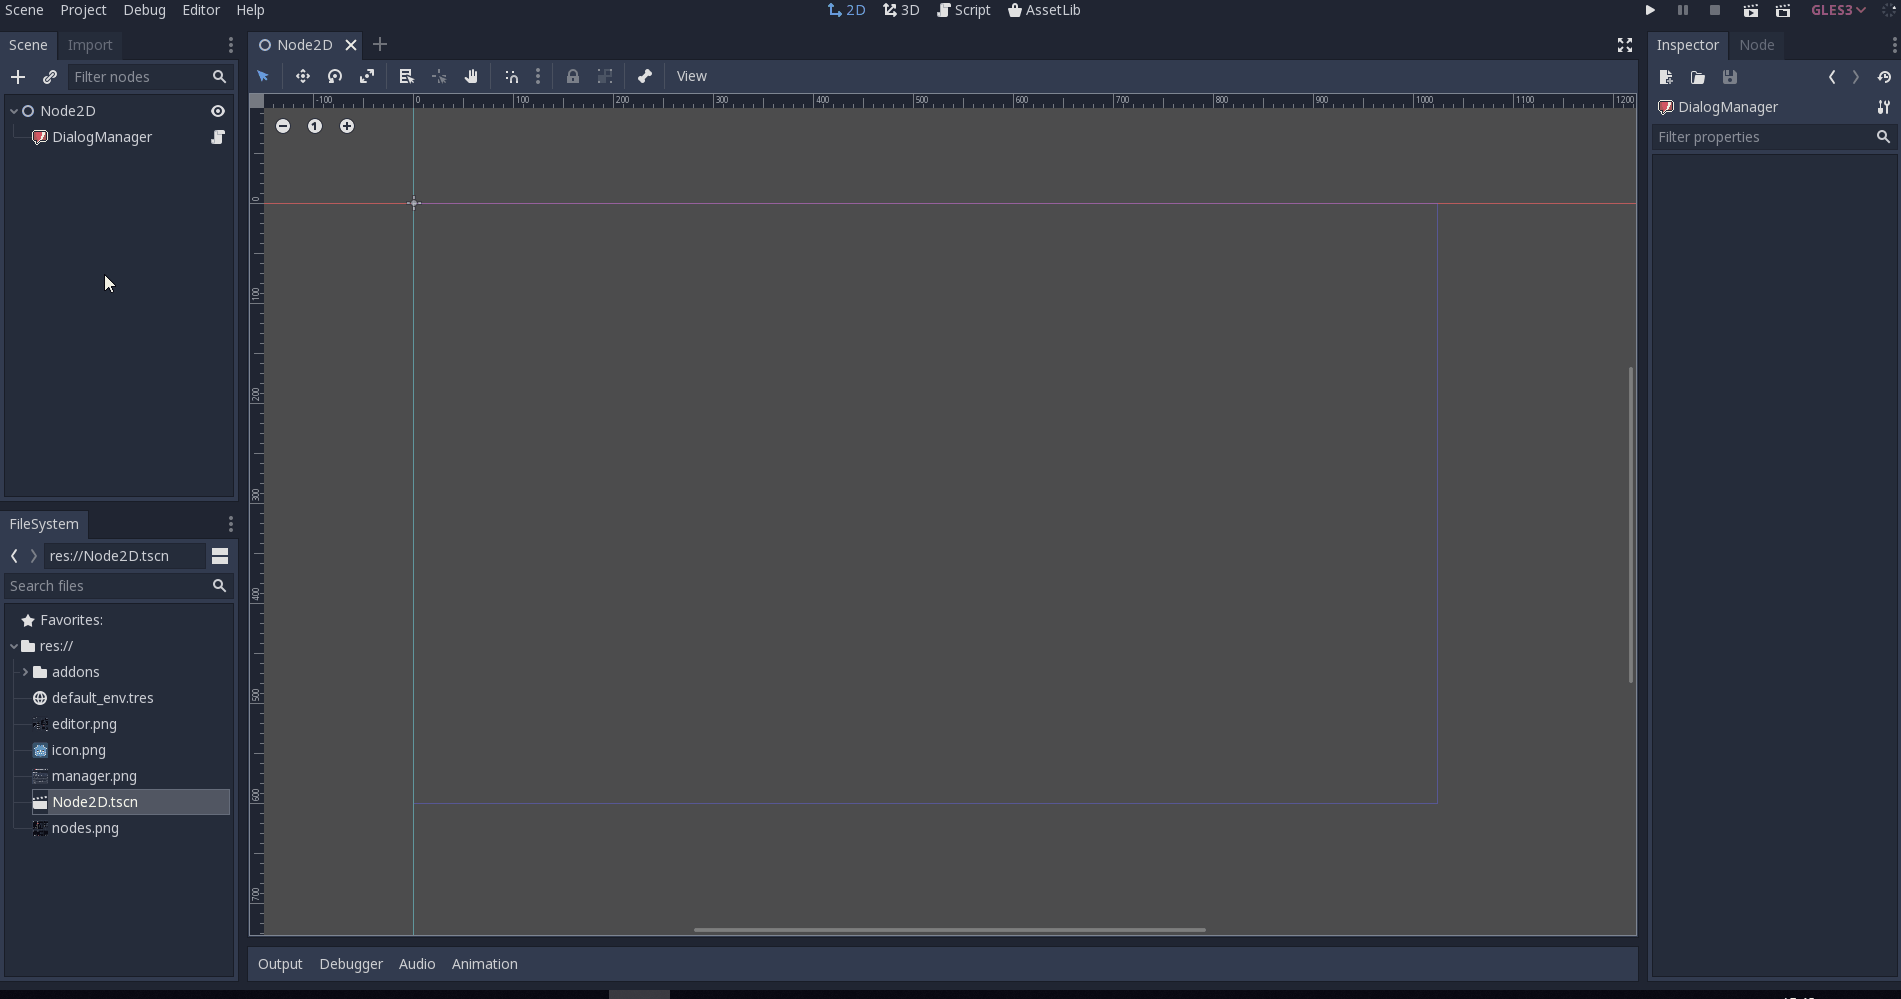 Scene Project Debug Editor Help 2D 3D Script AssetLib GLES3
Scene Import
Filter nodes
Node2D
DialogManager
FileSystem
res://Node2D.tscn
Search files
Favorites:
res://
addons
default_env.tres
editor.png
icon.png
manager.png
Node2D.tscn
nodes.png
Node2D
View
-100 0 100 200 300 400 500 600 700 800 900 1000 1100 1200
1
0
100
200
300
400
500
600
700
Output Debugger Audio Animation
Inspector Node
DialogManager
Filter properties